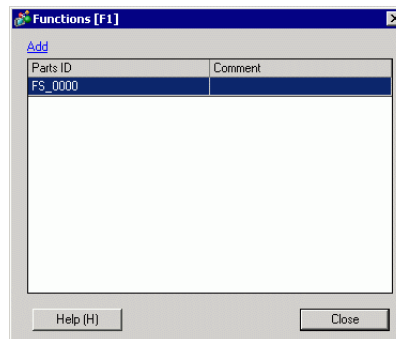 Functions [F1]
Add
Parts ID Comment
FS_0000
Help (H) Close